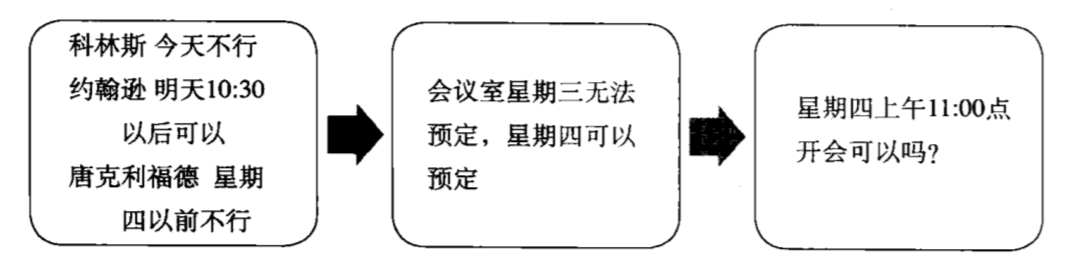 科林斯 今天不行
约翰逊 明天10:30
以后可以
唐克利福德 星期
四以前不行
会议室星期三无法
预定，星期四可以
预定
星期四上午11:00点
开会可以吗?